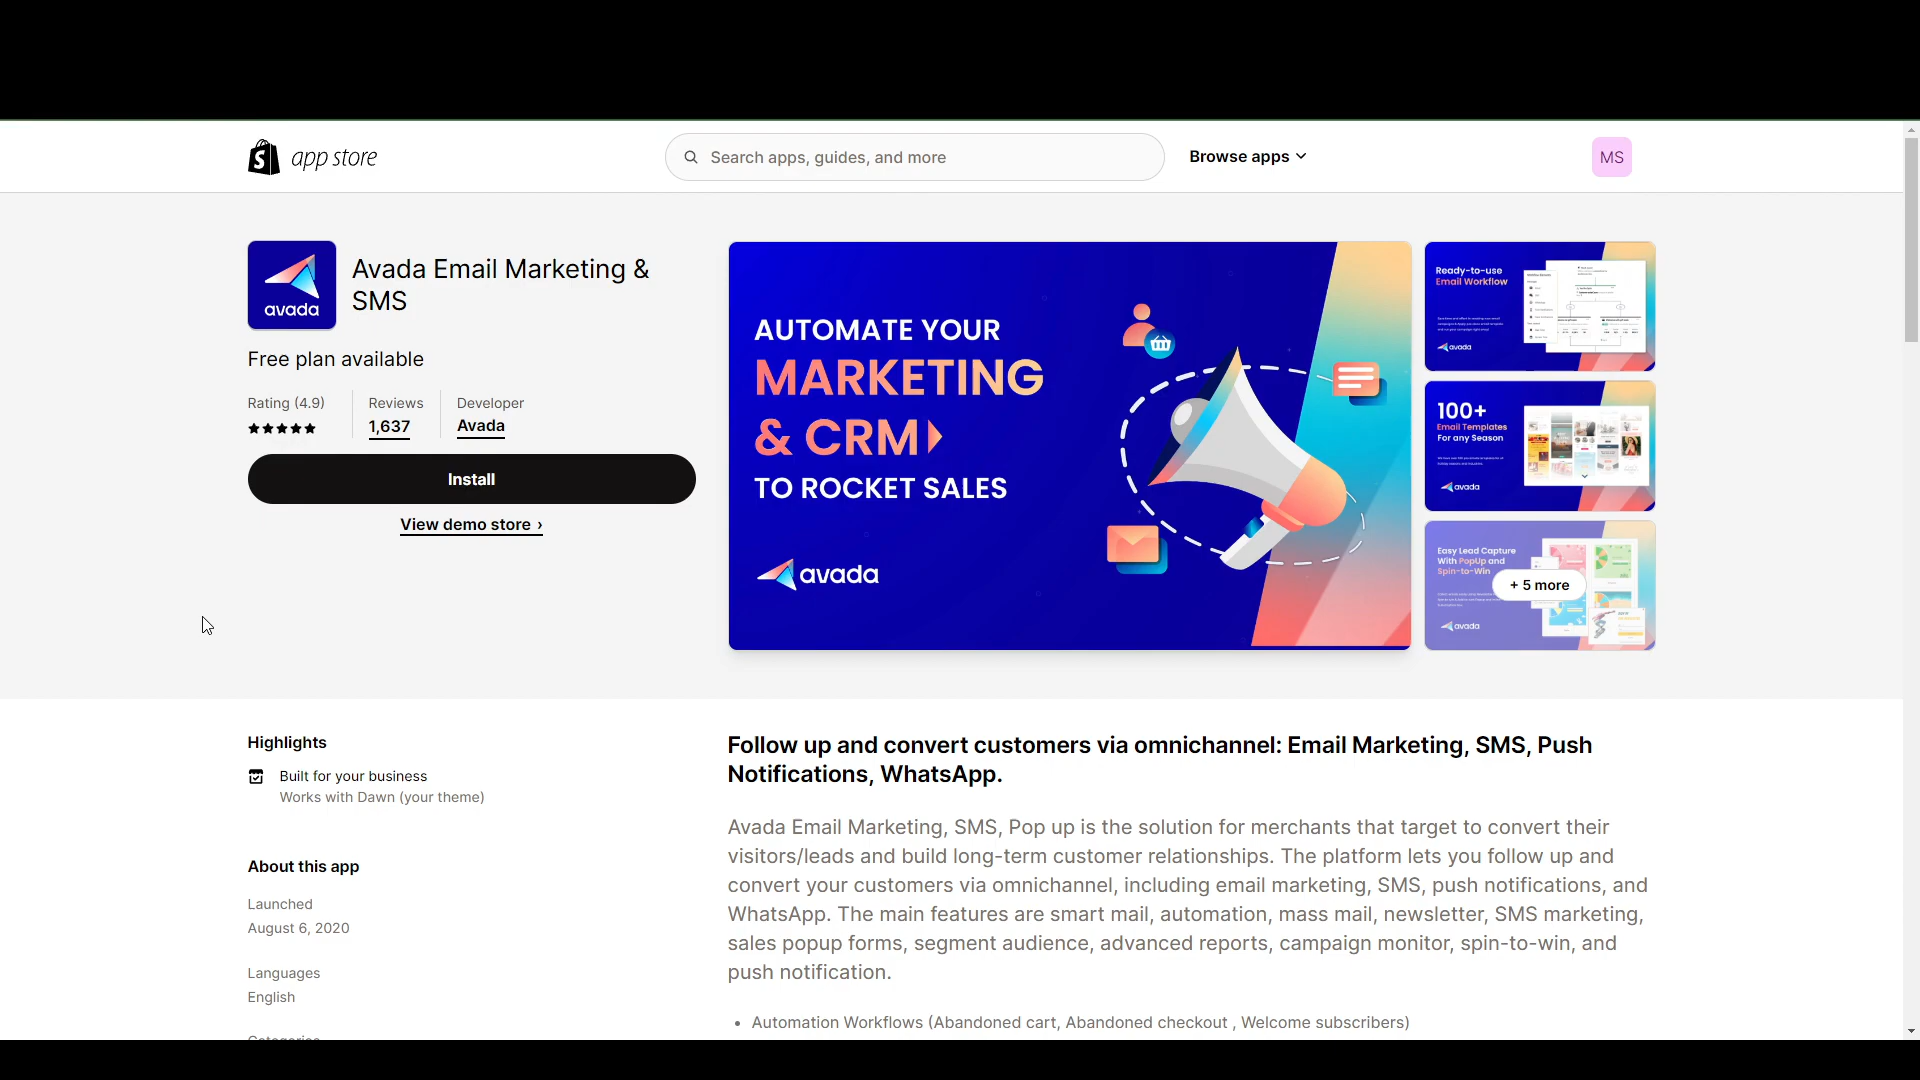 app store
Search apps, guides, and more
Browse apps
MS
avada
Avada Email Marketing &
SMS
Free plan available
Rating (4.9)
Reviews
1,637
Developer
Avada
Install
View demo store ›
AUTOMATE YOUR
MARKETING
& CRM
TO ROCKET SALES
avada
Ready-to-use
Email Workflow
avada
100+
Email Templates
For any Season
avada
Easy Lead Capture
With PopUp and
Spin-to-Win
+ 5 more
avada
Highlights
Built for your business
Works with Dawn (your theme)
About this app
Launched
August 6, 2020
Languages
English
Follow up and convert customers via omnichannel: Email Marketing, SMS, Push
Notifications, WhatsApp.
Avada Email Marketing, SMS, Pop up is the solution for merchants that target to convert their
visitors/leads and build long-term customer relationships. The platform lets you follow up and
convert your customers via omnichannel, including email marketing, SMS, push notifications, and
WhatsApp. The main features are smart mail, automation, mass mail, newsletter, SMS marketing,
sales popup forms, segment audience, advanced reports, campaign monitor, spin-to-win, and
push notification.
• Automation Workflows (Abandoned cart, Abandoned checkout , Welcome subscribers)